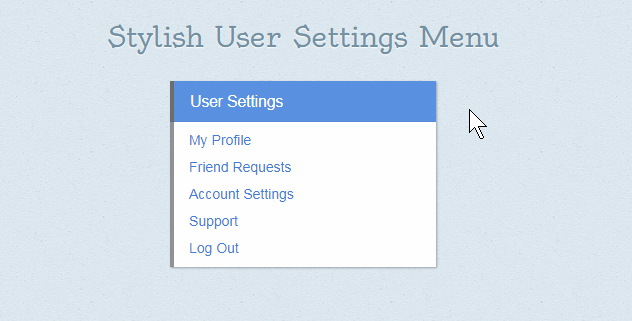 Stylish User Settings Menu
User Settings
My Profile
Friend Requests
Account Settings
Support
Log Out